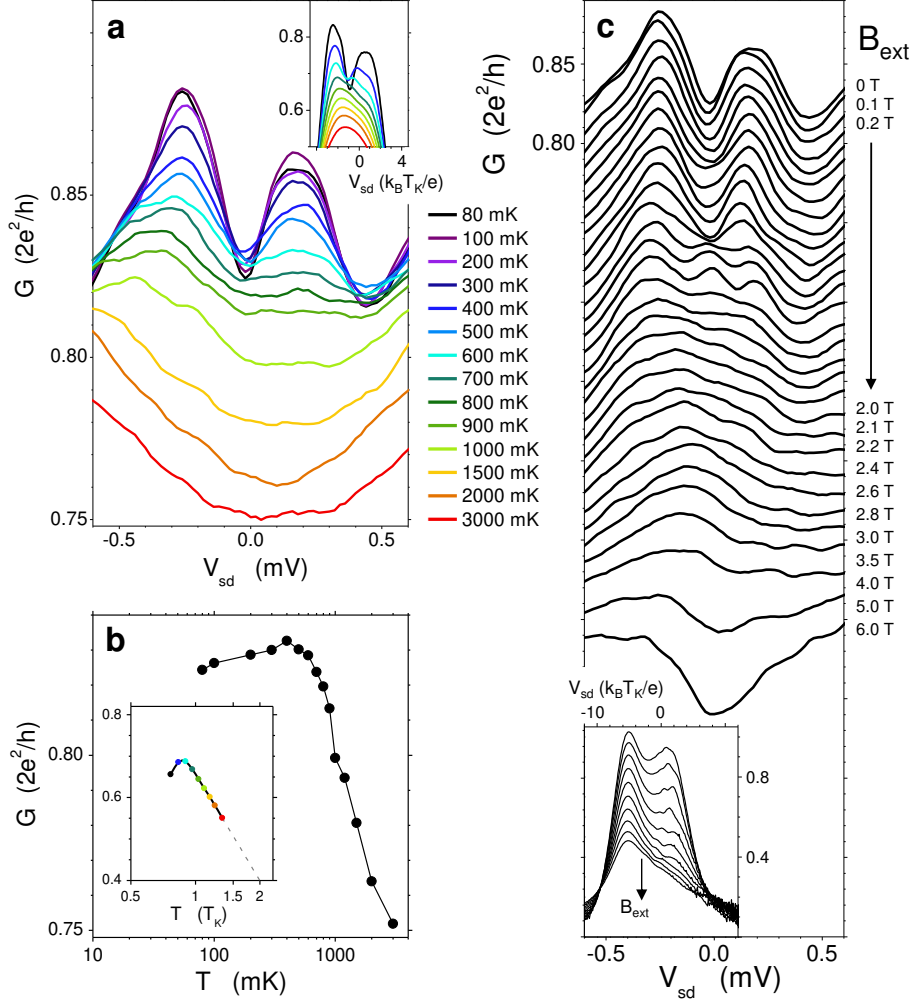 a
G (2e²/h)
0.85
0.80
0.75
-0.5
0.0
0.5
V_sd (mV)
0.8
0.6
0
4
V_sd (k_BT_K/e)
80 mK
100 mK
200 mK
300 mK
400 mK
500 mK
600 mK
700 mK
800 mK
900 mK
1000 mK
1500 mK
2000 mK
3000 mK
b
G (2e²/h)
0.80
0.75
10
100
1000
T (mK)
0.8
0.6
0.4
0.5
1
1.5
2
T (T_K)
c
G (2e²/h)
0.85
0.80
B_ext
0 T
0.1 T
0.2 T
2.0 T
2.1 T
2.2 T
2.4 T
2.6 T
2.8 T
3.0 T
3.5 T
4.0 T
5.0 T
6.0 T
V_sd (k_BT_K/e)
-10
0
0.8
0.4
B_ext
-0.5
0.0
0.5
V_sd (mV)